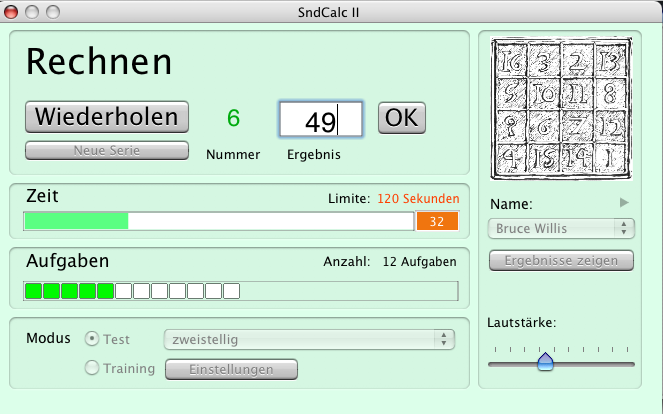 SndCalc II
Rechnen
Wiederholen
6
49
OK
Neue Serie
Nummer
Ergebnis
Zeit
Limite: 120 Sekunden
32
Aufgaben
Anzahl: 12 Aufgaben
Modus
Test
zweistellig
Training
Einstellungen
16 3 2 13
5 10 11 8
9 6 7 12
4 15 14 1
Name:
Bruce Willis
Ergebnisse zeigen
Lautstärke: